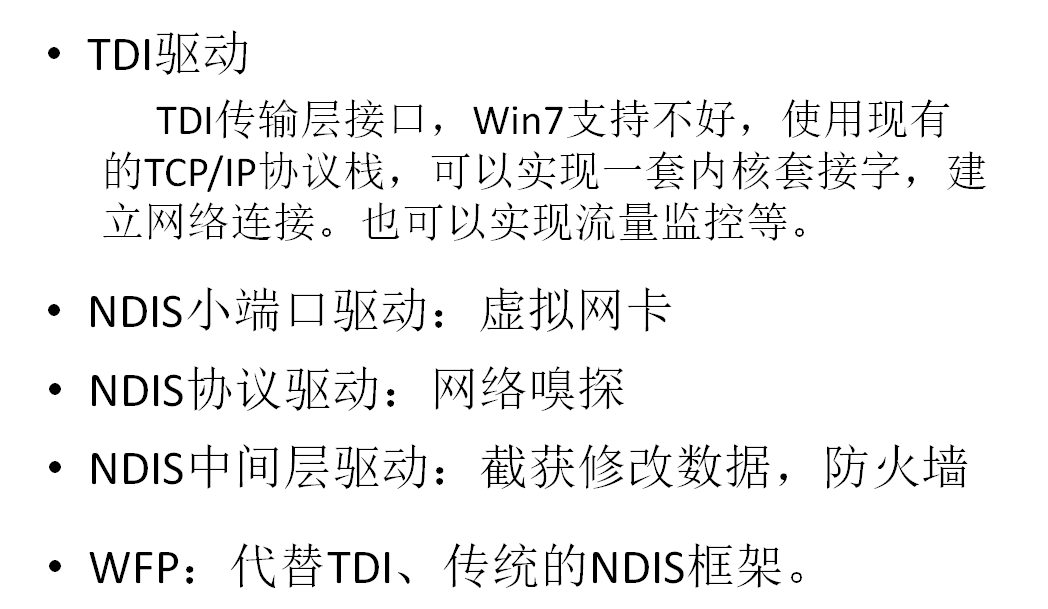 • TDI驱动
TDI传输层接口，Win7支持不好，使用现有
的TCP/IP协议栈，可以实现一套内核套接字，建
立网络连接。也可以实现流量监控等。
• NDIS小端口驱动：虚拟网卡
• NDIS协议驱动：网络嗅探
• NDIS中间层驱动：截获修改数据，防火墙
• WFP：代替TDI、传统的NDIS框架。